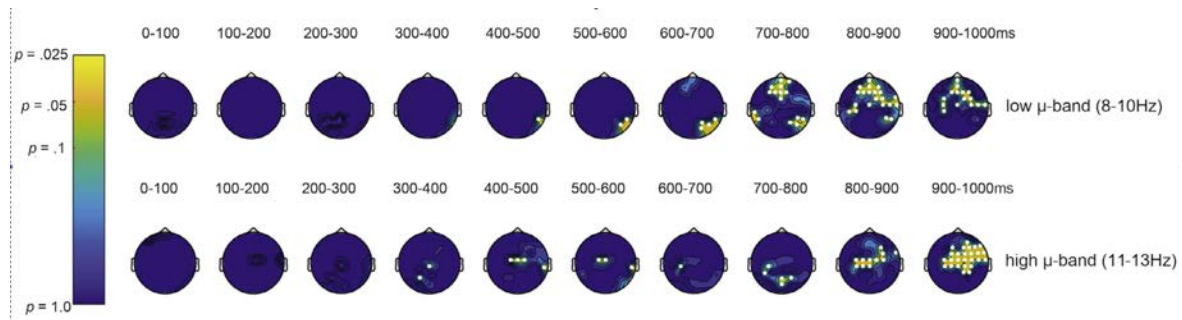 0-100 100-200 200-300 300-400 400-500 500-600 600-700 700-800 800-900 900-1000ms
p = .025
p = .05
p = .1
low μ-band (8-10Hz)
0-100 100-200 200-300 300-400 400-500 500-600 600-700 700-800 800-900 900-1000ms
high μ-band (11-13Hz)
p = 1.0